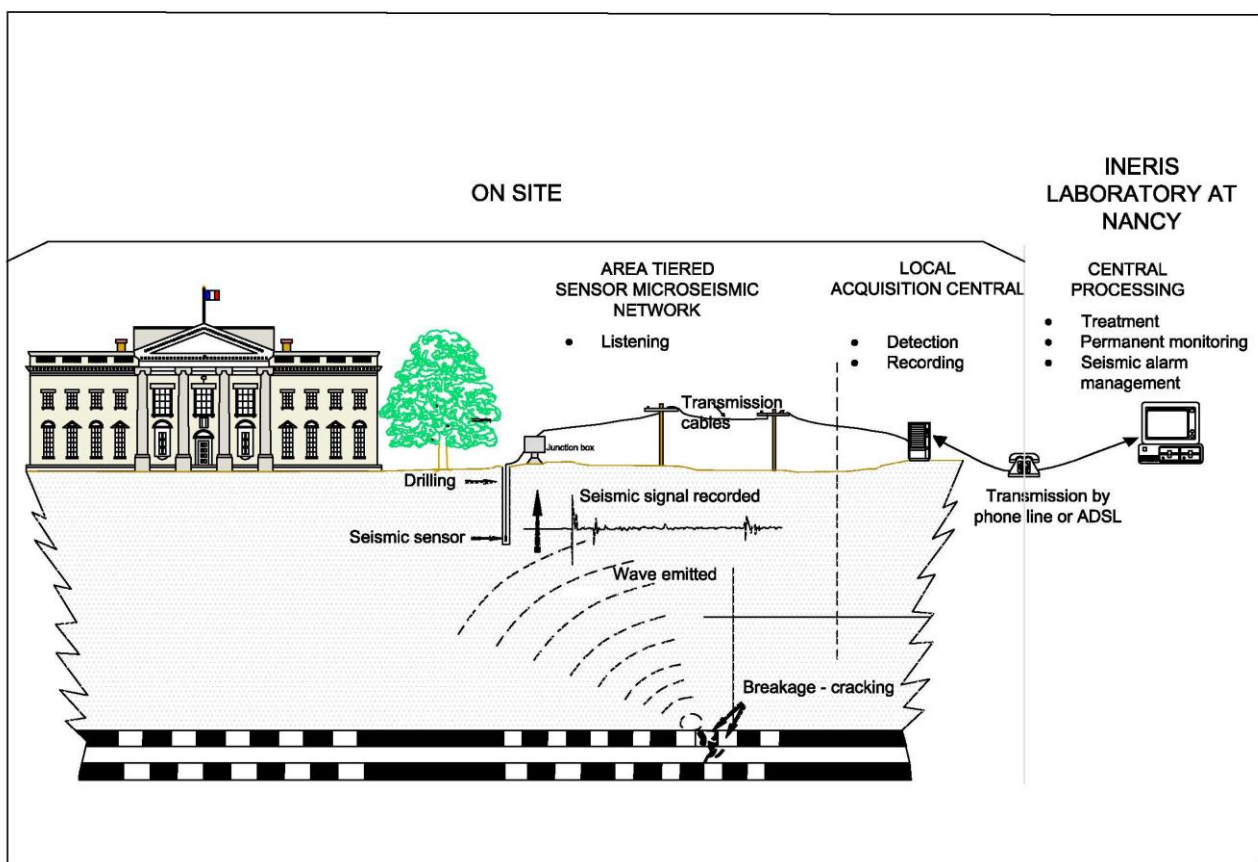 ON SITE
INERIS
LABORATORY AT
NANCY
AREA TIERED
SENSOR MICROSEISMIC
NETWORK
• Listening
LOCAL
ACQUISITION CENTRAL
• Detection
• Recording
CENTRAL
PROCESSING
• Treatment
• Permanent monitoring
• Seismic alarm
management
Transmission
cables
Junction box
Drilling
Seismic signal recorded
Transmission by
phone line or ADSL
Seismic sensor
Wave emitted
Breakage - cracking